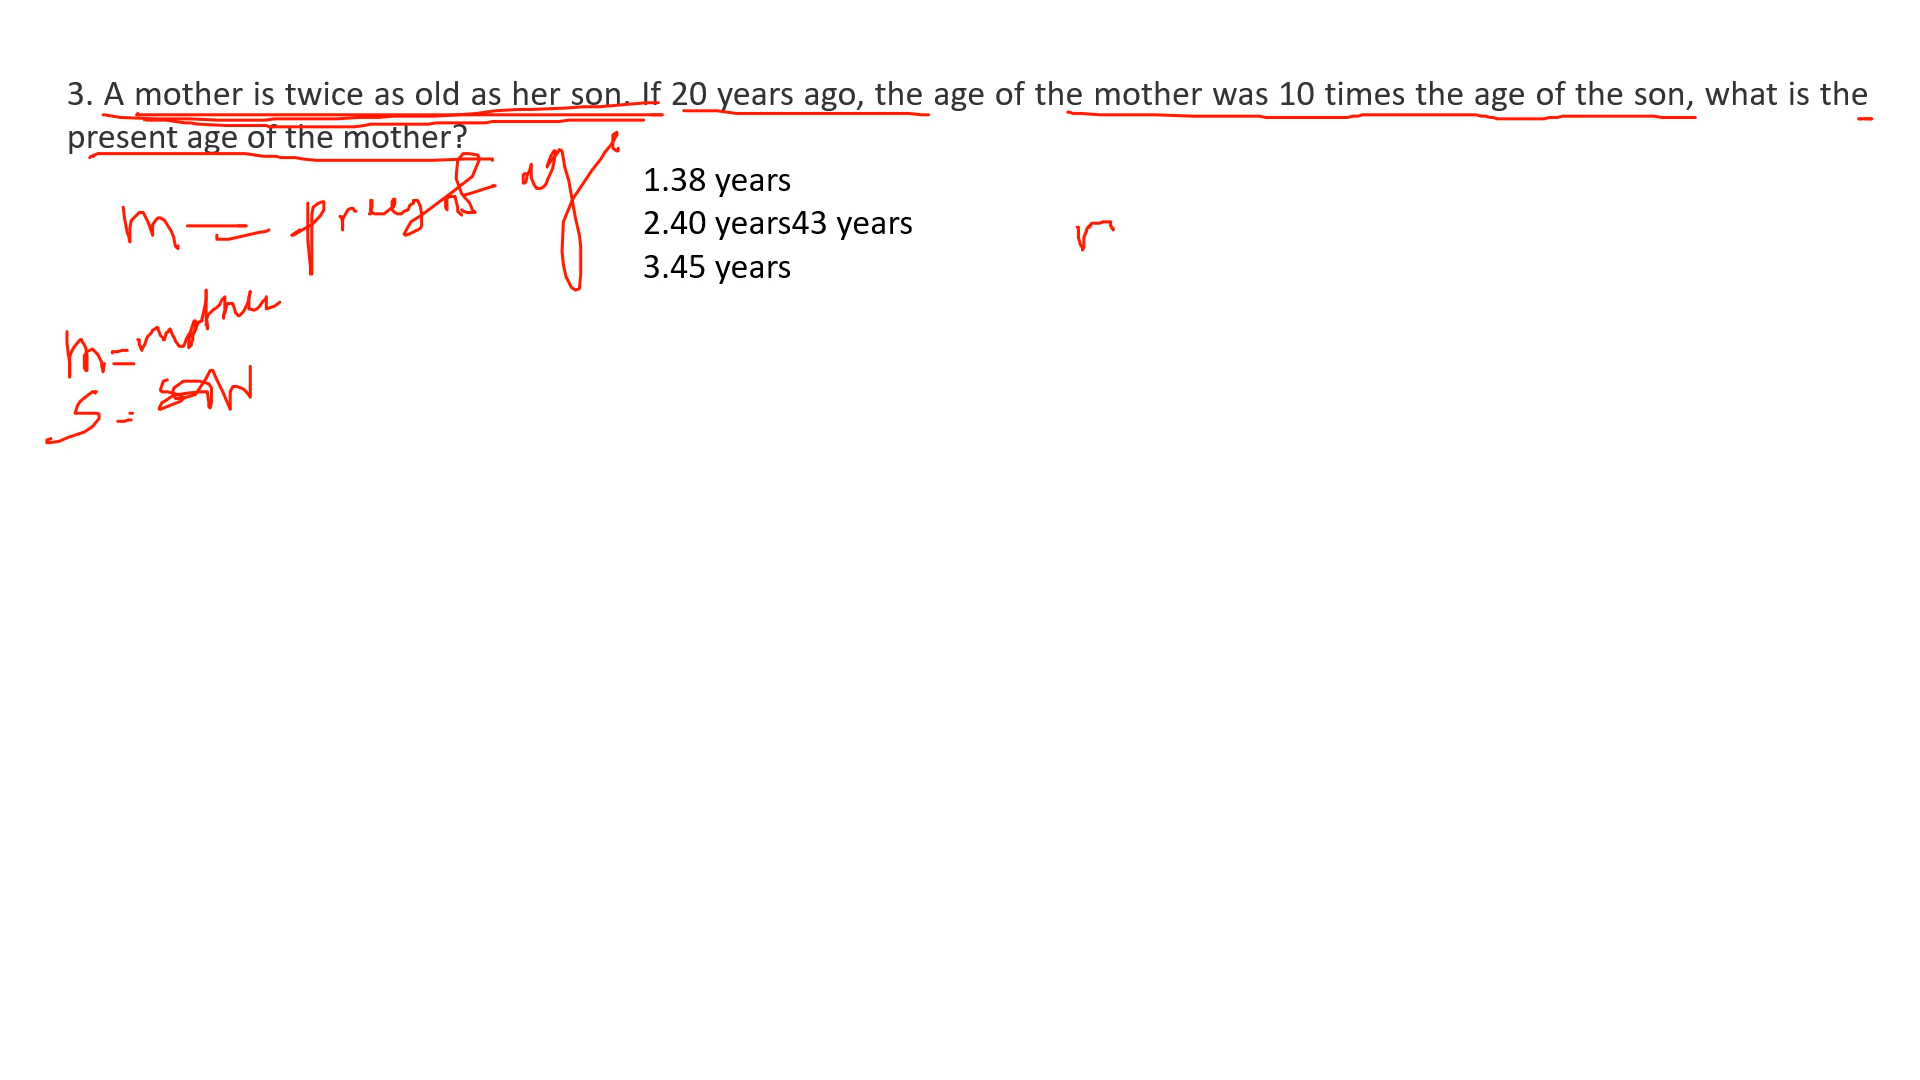 3. A mother is twice as old as her son. If 20 years ago, the age of the mother was 10 times the age of the son, what is the
present age of the mother?
1.38 years
2.40 years43 years
3.45 years
m = present age
m = mother
S = SON